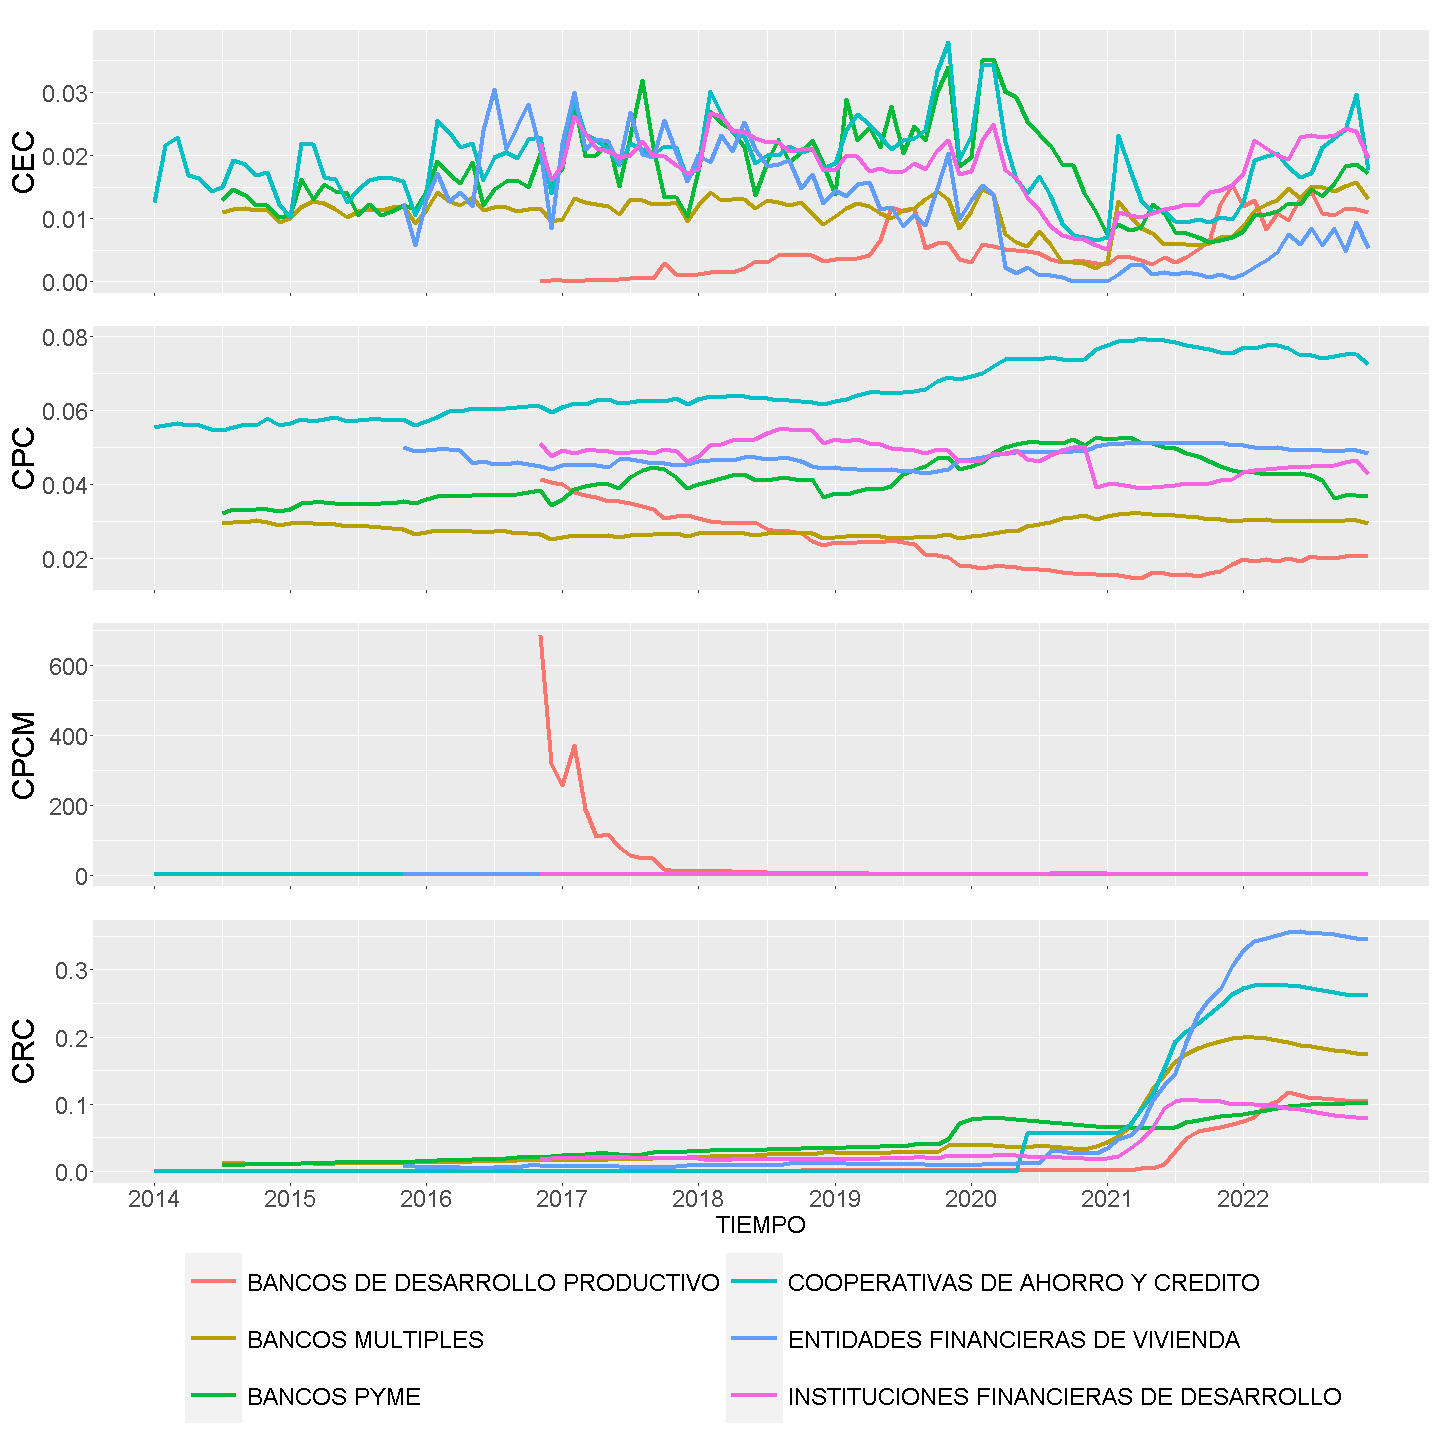 CEC
0.03
0.02
0.01
0.00
CPC
0.08
0.06
0.04
0.02
CPCM
600
400
200
0
CRC
0.3
0.2
0.1
0.0
2014 2015 2016 2017 2018 2019 2020 2021 2022
TIEMPO
BANCOS DE DESARROLLO PRODUCTIVO
BANCOS MULTIPLES
BANCOS PYME
COOPERATIVAS DE AHORRO Y CREDITO
ENTIDADES FINANCIERAS DE VIVIENDA
INSTITUCIONES FINANCIERAS DE DESARROLLO